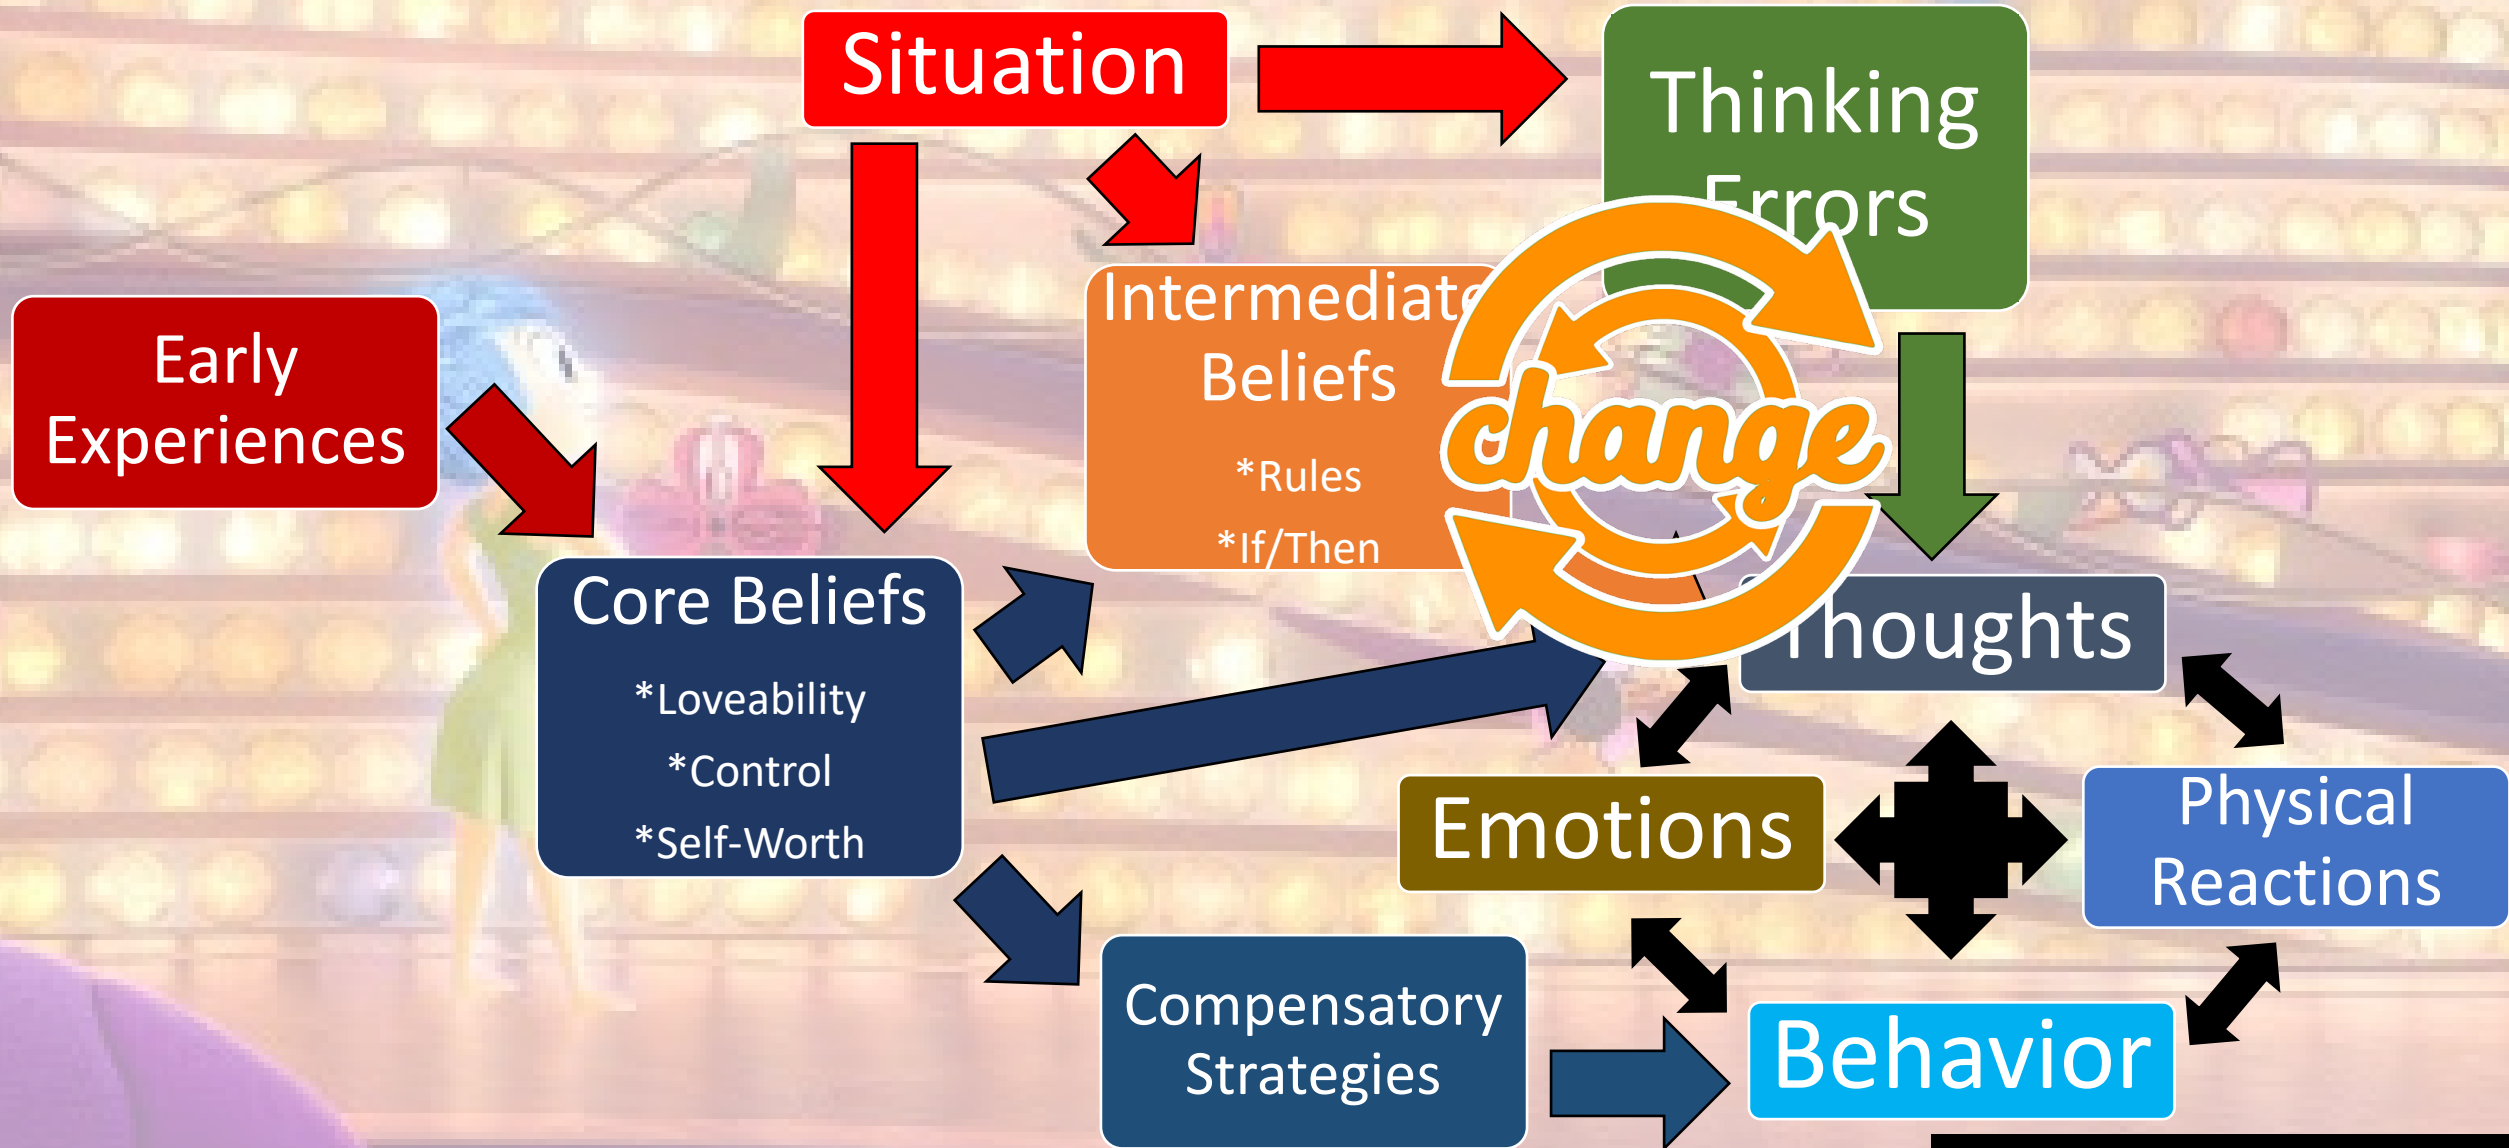 Situation
Thinking
Errors
Early
Experiences
Intermediate
Beliefs
*Rules
*If/Then
change
Core Beliefs
*Loveability
*Control
*Self-Worth
Thoughts
Emotions
Physical
Reactions
Compensatory
Strategies
Behavior